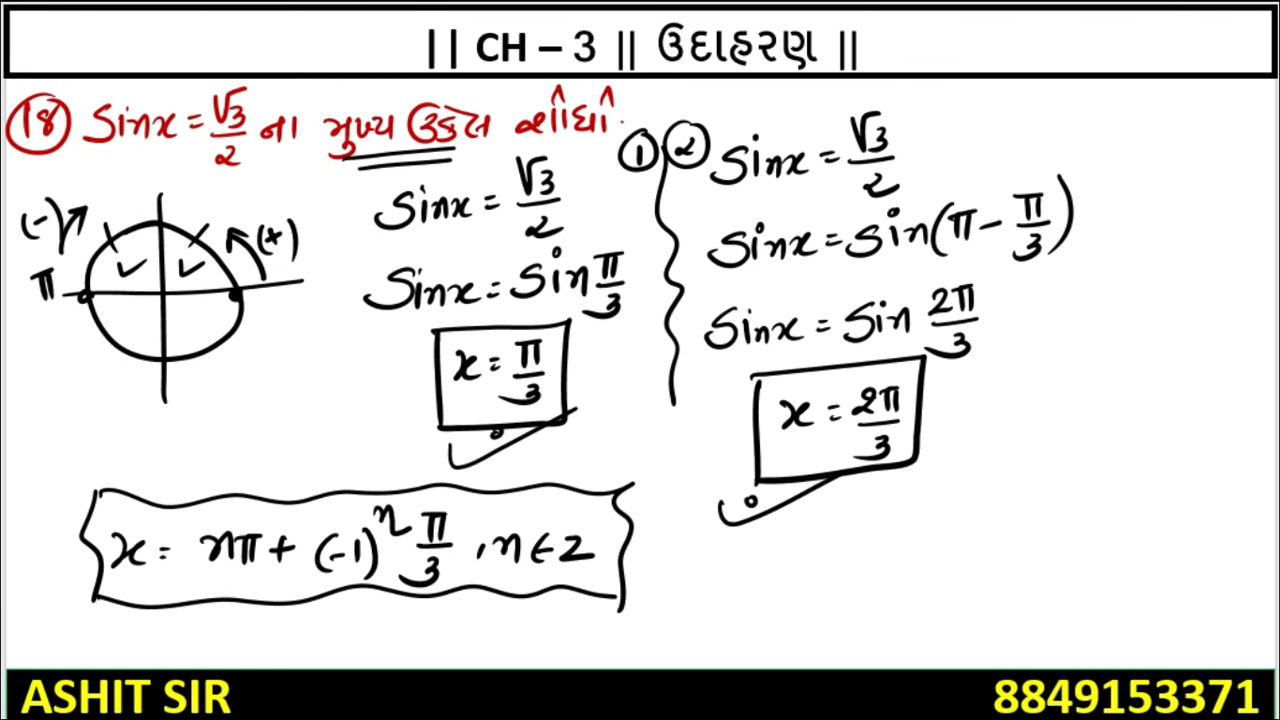 || CH – 3 || ઉદાહરણ ||
(18) Sinx = √3/2 ના મુખ્ય ઉકેલ શોધો.
(-) (+)
π
(1) Sinx = √3/2
Sinx = Sin π/3
x = π/3
(2) Sinx = √3/2
Sinx = Sin(π - π/3)
Sinx = Sin 2π/3
x = 2π/3
x = nπ + (-1)^n π/3 , n ∈ Z
ASHIT SIR
8849153371